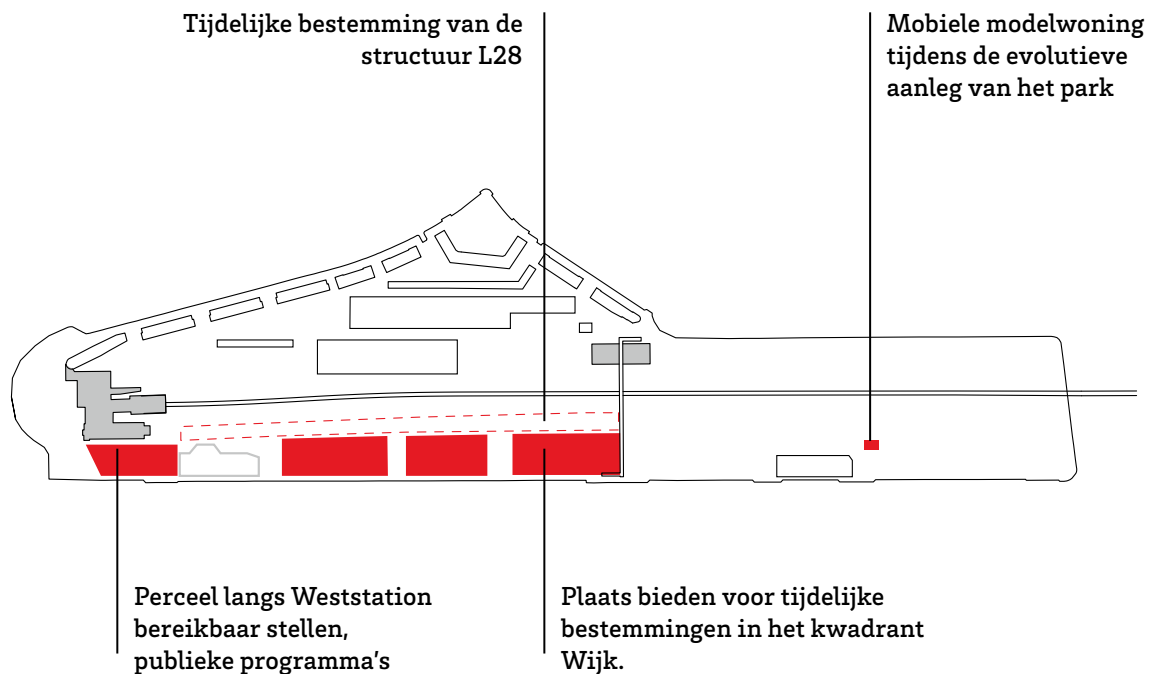 Tijdelijke bestemming van de
structuur L28
Mobiele modelwoning
tijdens de evolutieve
aanleg van het park
Perceel langs Weststation
bereikbaar stellen,
publieke programma's
Plaats bieden voor tijdelijke
bestemmingen in het kwadrant
Wijk.